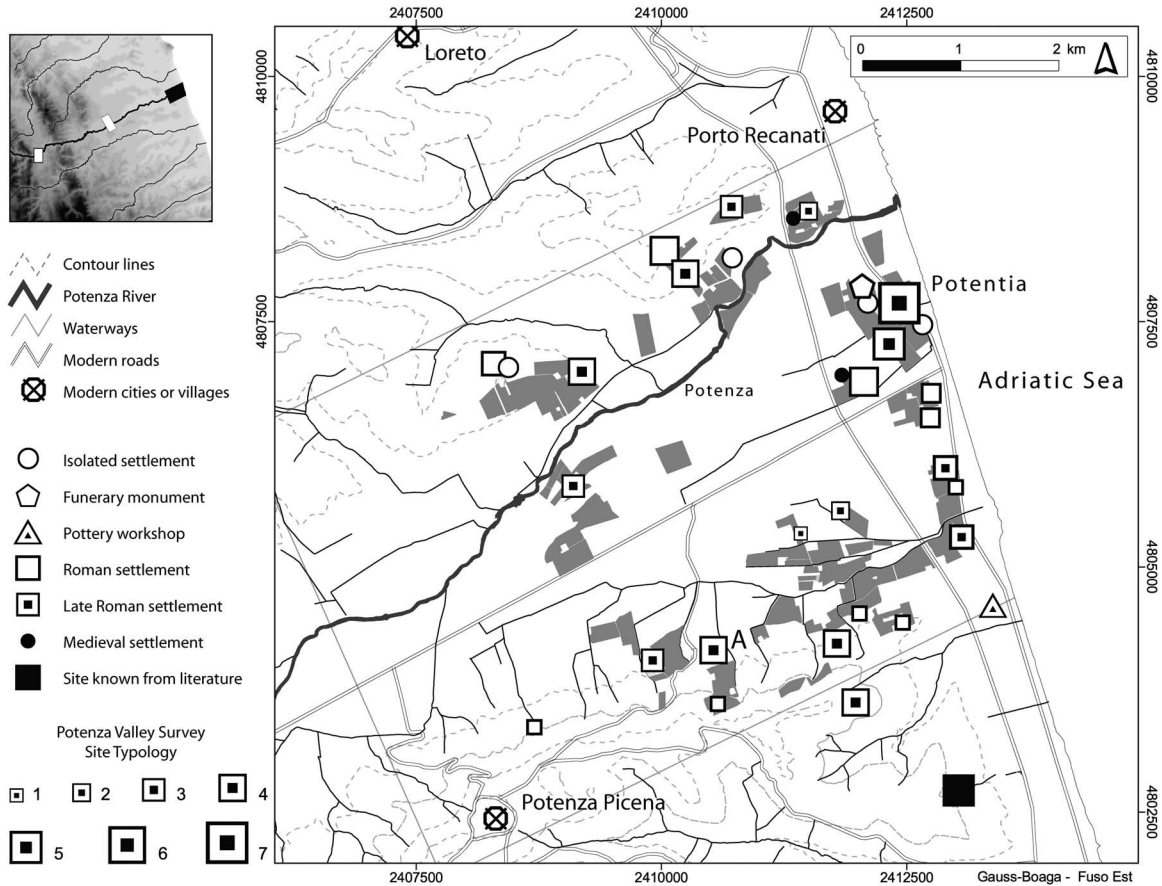 2407500
2410000
2412500
4810000
Loreto
0 1 2 km
4810000
Porto Recanati
Contour lines
Potenza River
Waterways
Modern roads
Modern cities or villages
Potentia
4807500
4807500
Adriatic Sea
Potenza
Isolated settlement
Funerary monument
Pottery workshop
Roman settlement
Late Roman settlement
Medieval settlement
Site known from literature
4805000
4805000
A
Potenza Valley Survey
Site Typology
1 2 3 4
5 6 7
Potenza Picena
4802500
4802500
2407500
2410000
2412500
Gauss-Boaga - Fuso Est